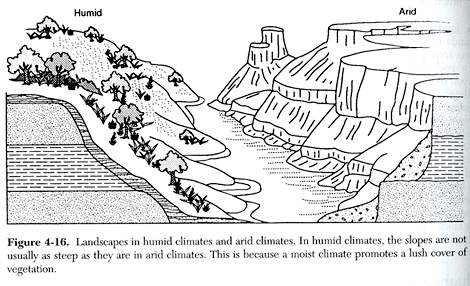 Humid
Arid
Figure 4-16. Landscapes in humid climates and arid climates. In humid climates, the slopes are not
usually as steep as they are in arid climates. This is because a moist climate promotes a lush cover of
vegetation.